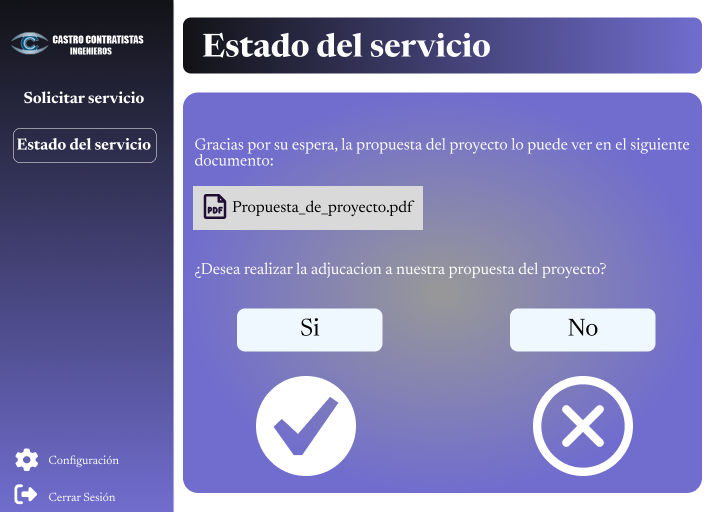 CASTRO CONTRATISTAS
INGENIEROS
Solicitar servicio
Estado del servicio
Configuración
Cerrar Sesión
Estado del servicio
Gracias por su espera, la propuesta del proyecto lo puede ver en el siguiente
documento:
PDF
Propuesta_de_proyecto.pdf
¿Desea realizar la adjucacion a nuestra propuesta del proyecto?
Si
No